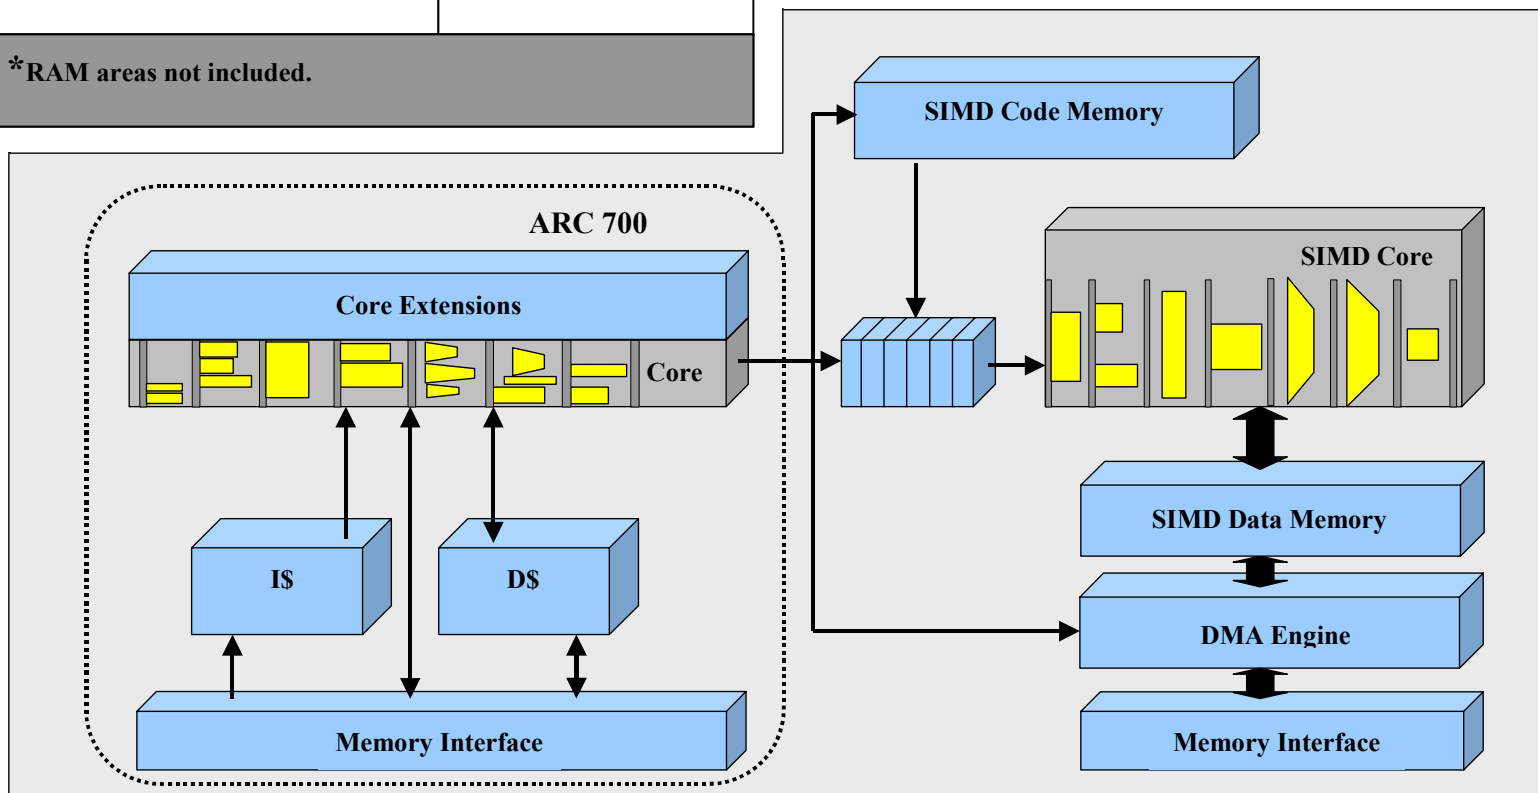 *RAM areas not included.
SIMD Code Memory
ARC 700
SIMD Core
Core Extensions
Core
SIMD Data Memory
I$
D$
DMA Engine
Memory Interface
Memory Interface